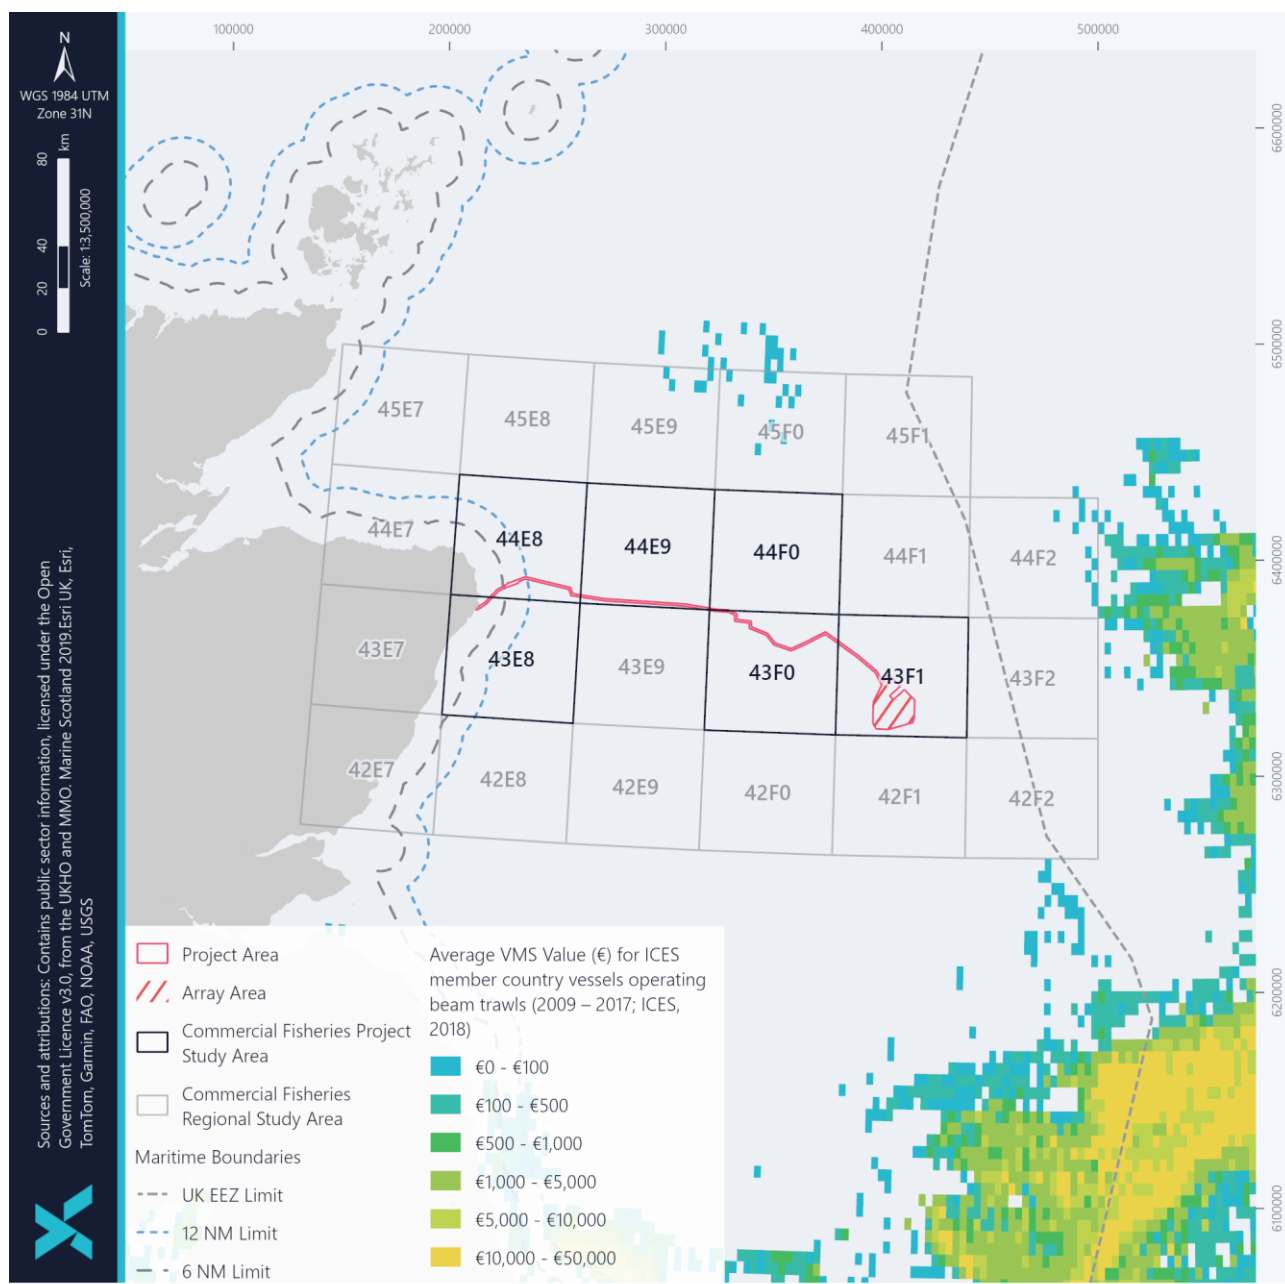 100000
200000
300000
400000
500000
N
WGS 1984 UTM
Zone 31N
km
80
40
20
0
Scale: 1:3,500,000
6600000
6500000
6400000
6300000
6200000
6100000
45E7
45E8
45E9
45F0
45F1
44E7
44E8
44E9
44F0
44F1
44F2
43E7
43E8
43E9
43F0
43F1
43F2
42E7
42E8
42E9
42F0
42F1
42F2
Sources and attributions: Contains public sector information, licensed under the Open
Government Licence v3.0, from the UKHO and MMO. Marine Scotland 2019.Esri UK, Esri,
TomTom, Garmin, FAO, NOAA, USGS
Project Area
Array Area
Commercial Fisheries Project
Study Area
Commercial Fisheries
Regional Study Area
Maritime Boundaries
UK EEZ Limit
12 NM Limit
6 NM Limit
Average VMS Value (€) for ICES
member country vessels operating
beam trawls (2009 – 2017; ICES,
2018)
€0 - €100
€100 - €500
€500 - €1,000
€1,000 - €5,000
€5,000 - €10,000
€10,000 - €50,000